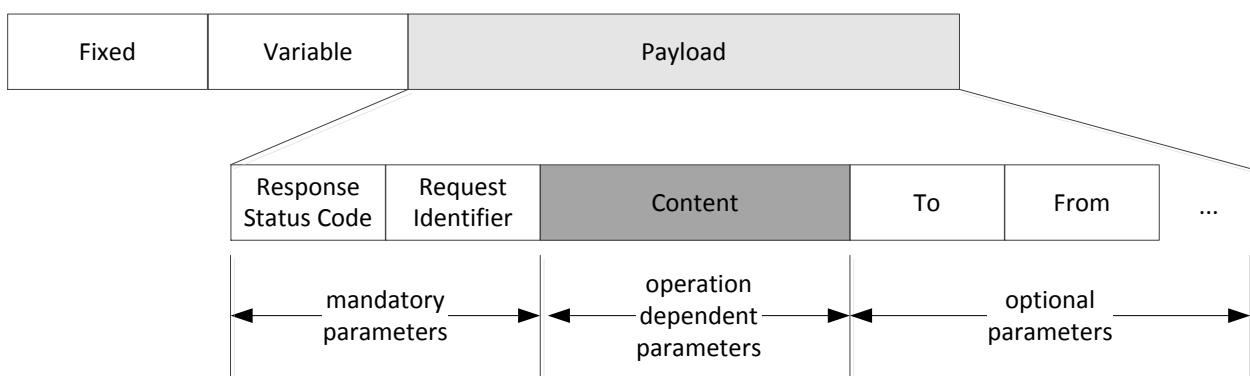 Fixed
Variable
Payload
Response
Status Code
Request
Identifier
Content
To
From
...
mandatory
parameters
operation
dependent
parameters
optional
parameters